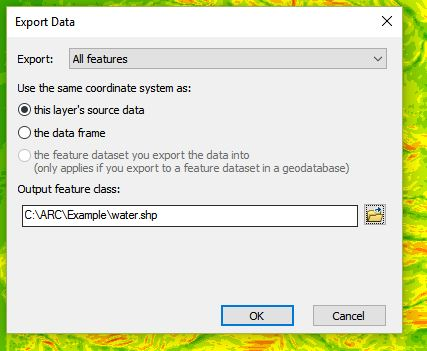 Export Data
Export: All features
Use the same coordinate system as:
this layer's source data
the data frame
the feature dataset you export the data into
(only applies if you export to a feature dataset in a geodatabase)
Output feature class:
C:\ARC\Example\water.shp
OK Cancel